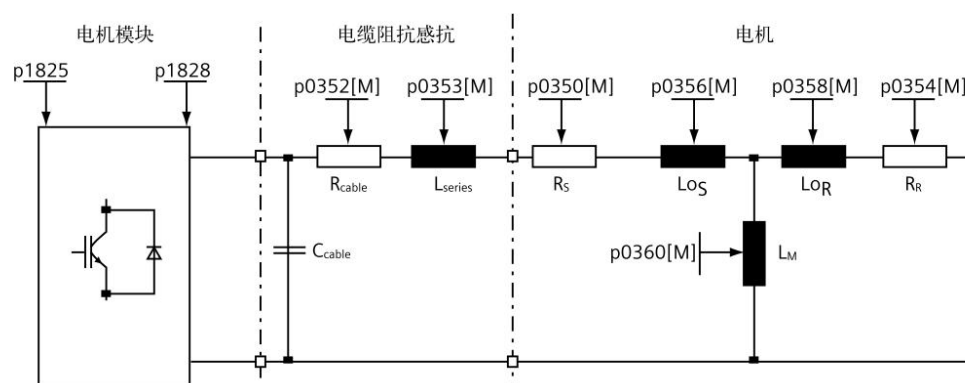 电机模块
电缆阻抗感抗
电机
p1825
p1828
p0352[M]
p0353[M]
p0350[M]
p0356[M]
p0358[M]
p0354[M]
Rcable
Lseries
RS
LoS
LoR
RR
Ccable
p0360[M]
LM